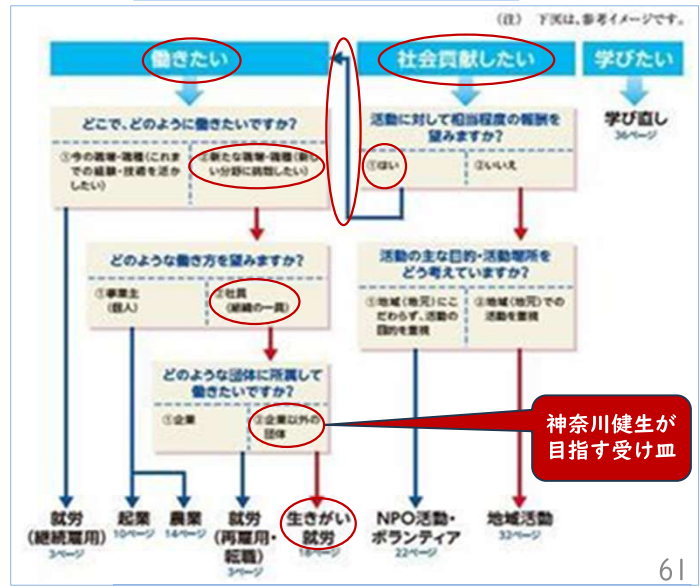 (注) 下図は、参考イメージです。
働きたい
社会貢献したい
学びたい
どこで、どのように働きたいですか？
①今の職場・職種(これま
での経験・技術を活か
したい)
②新たな職場・職種(新し
い分野に挑戦したい)
活動に対して相当程度の報酬を
望みますか？
①はい
②いいえ
学び直し
36ページ
どのような働き方を望みますか？
①事業主
(個人)
②社員
(組織の一員)
活動の主な目的・活動場所を
どう考えていますか？
①地域(地元)にこ
だわらず、活動の
目的を重視
②地域(地元)での
活動を重視
どのような団体に所属して
働きたいですか？
①企業
②企業以外の
団体
神奈川健生が
目指す受け皿
就労
(継続雇用)
3ページ
起業
10ページ
農業
14ページ
就労
(再雇用・
転職)
3ページ
生きがい
就労
18ページ
NPO活動・
ボランティア
22ページ
地域活動
32ページ
61